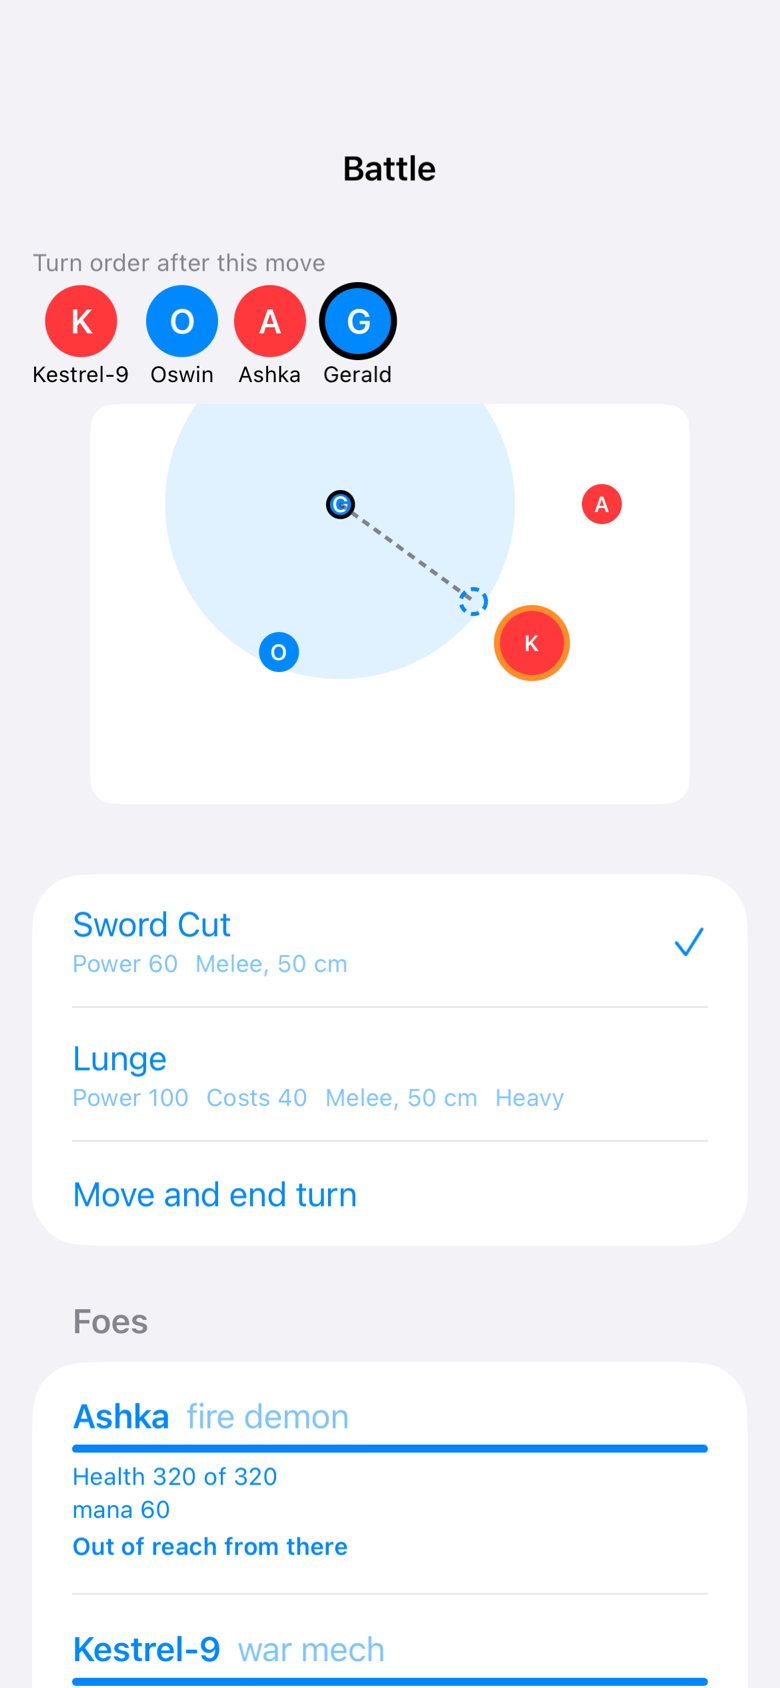 Battle
Turn order after this move
K O A G
Kestrel-9 Oswin Ashka Gerald
G
A
K
O
Sword Cut
Power 60 Melee, 50 cm
Lunge
Power 100 Costs 40 Melee, 50 cm Heavy
Move and end turn
Foes
Ashka fire demon
Health 320 of 320
mana 60
Out of reach from there
Kestrel-9 war mech